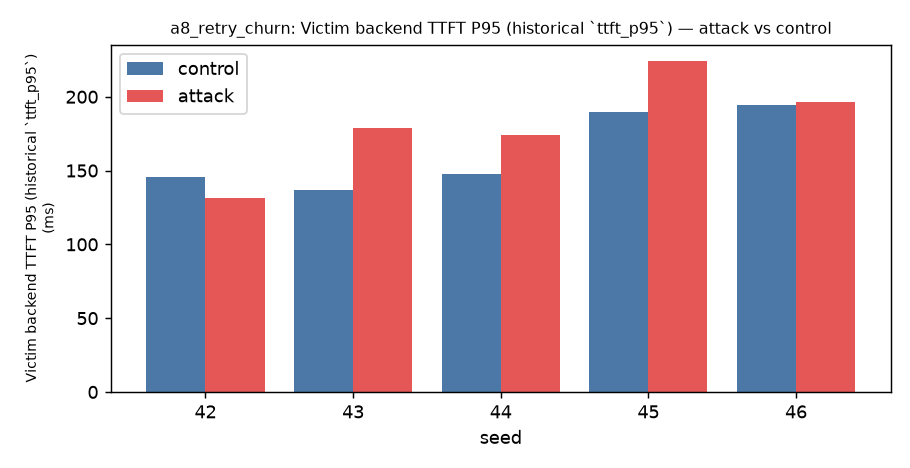 a8_retry_churn: Victim backend TTFT P95 (historical `ttft_p95`) — attack vs control
control
attack
Victim backend TTFT P95 (historical `ttft_p95`)
(ms)
200
150
100
50
0
42 43 44 45 46
seed